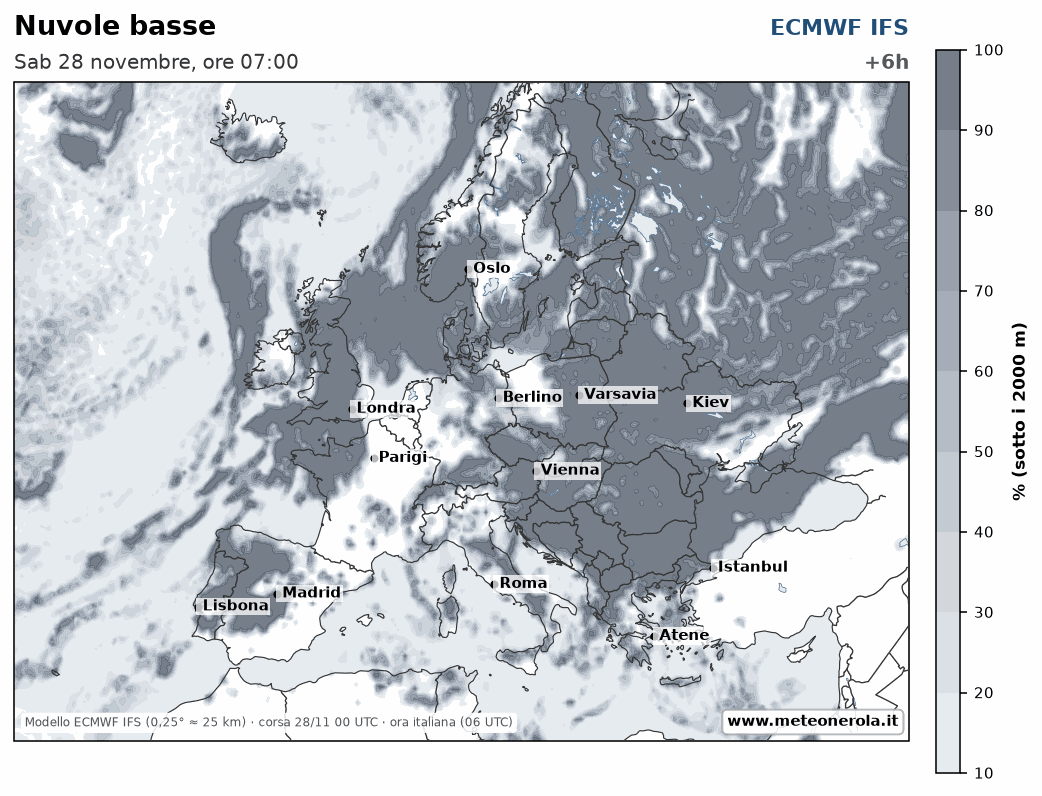 Nuvole basse
ECMWF IFS
Sab 28 novembre, ore 07:00
+6h
100
90
80
70
60
50
40
30
20
10
% (sotto i 2000 m)
Oslo
Londra
Berlino
Varsavia
Kiev
Parigi
Vienna
Istanbul
Roma
Madrid
Lisbona
Atene
Modello ECMWF IFS (0,25° ≈ 25 km) · corsa 28/11 00 UTC · ora italiana (06 UTC)
www.meteonerola.it